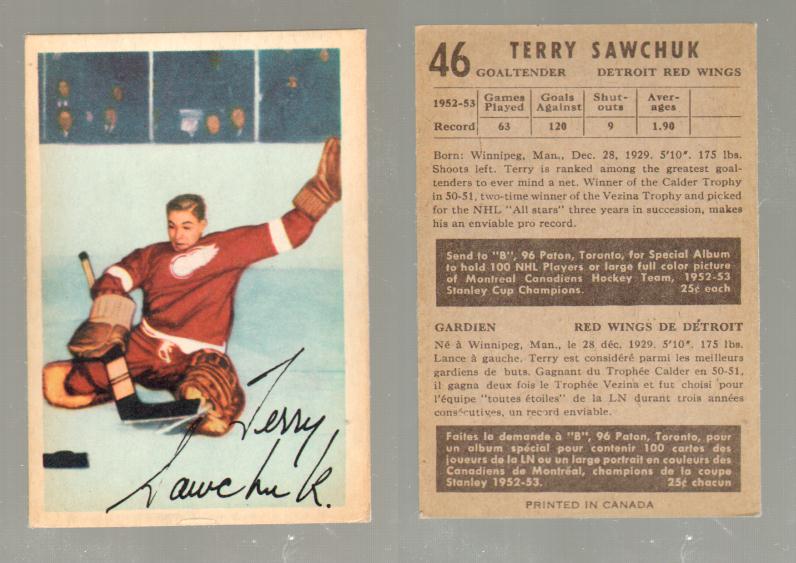 Terry
Sawchuk.
46 TERRY SAWCHUK
GOALTENDER DETROIT RED WINGS
1952-53 Games Played Goals Against Shut-outs Aver-ages
Record 63 120 9 1.90
Born: Winnipeg, Man., Dec. 28, 1929. 5'10". 175 lbs.
Shoots left. Terry is ranked among the greatest goal-
tenders to ever mind a net. Winner of the Calder Trophy
in 50-51, two-time winner of the Vezina Trophy and picked
for the NHL "All stars" three years in succession, makes
his an enviable pro record.
Send to "B", 96 Paton, Toronto, for Special Album
to hold 100 NHL Players or large full color picture
of Montreal Canadiens Hockey Team, 1952-53
Stanley Cup Champions. 25¢ each
GARDIEN RED WINGS DE DÉTROIT
Né à Winnipeg, Man., le 28 déc. 1929. 5'10". 175 lbs.
Lance à gauche. Terry est considéré parmi les meilleurs
gardiens de buts. Gagnant du Trophée Calder en 50-51,
il gagna deux fois le Trophée Vezina et fut choisi pour
l'équipe "toutes étoiles" de la LN durant trois années
consécutives, un record enviable.
Faites la demande à "B", 96 Paton, Toronto, pour
un album spécial pour contenir 100 cartes des
joueurs de la LN ou un large portrait en couleurs des
Canadiens de Montréal, champions de la coupe
Stanley 1952-53. 25¢ chacun
PRINTED IN CANADA